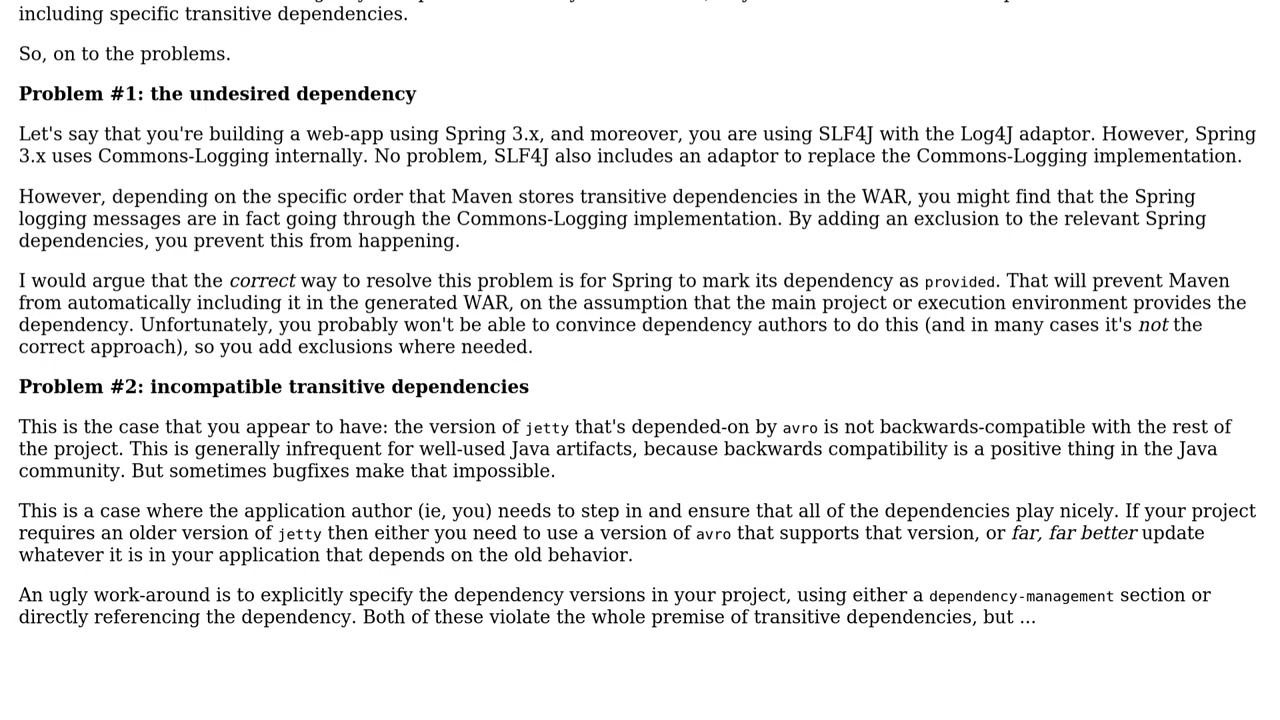 including specific transitive dependencies.
So, on to the problems.
Problem #1: the undesired dependency
Let's say that you're building a web-app using Spring 3.x, and moreover, you are using SLF4J with the Log4J adaptor. However, Spring
3.x uses Commons-Logging internally. No problem, SLF4J also includes an adaptor to replace the Commons-Logging implementation.
However, depending on the specific order that Maven stores transitive dependencies in the WAR, you might find that the Spring
logging messages are in fact going through the Commons-Logging implementation. By adding an exclusion to the relevant Spring
dependencies, you prevent this from happening.
I would argue that the correct way to resolve this problem is for Spring to mark its dependency as provided. That will prevent Maven
from automatically including it in the generated WAR, on the assumption that the main project or execution environment provides the
dependency. Unfortunately, you probably won't be able to convince dependency authors to do this (and in many cases it's not the
correct approach), so you add exclusions where needed.
Problem #2: incompatible transitive dependencies
This is the case that you appear to have: the version of jetty that's depended-on by avro is not backwards-compatible with the rest of
the project. This is generally infrequent for well-used Java artifacts, because backwards compatibility is a positive thing in the Java
community. But sometimes bugfixes make that impossible.
This is a case where the application author (ie, you) needs to step in and ensure that all of the dependencies play nicely. If your project
requires an older version of jetty then either you need to use a version of avro that supports that version, or far, far better update
whatever it is in your application that depends on the old behavior.
An ugly work-around is to explicitly specify the dependency versions in your project, using either a dependency-management section or
directly referencing the dependency. Both of these violate the whole premise of transitive dependencies, but ...